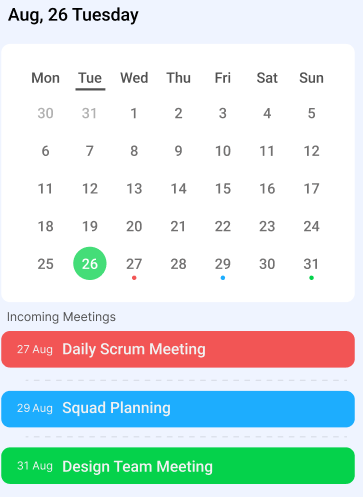 Aug, 26 Tuesday
Mon Tue Wed Thu Fri Sat Sun
30 31 1 2 3 4 5
6 7 8 9 10 11 12
11 12 13 14 15 16 17
18 19 20 21 22 23 24
25 26 27 28 29 30 31
Incoming Meetings
27 Aug Daily Scrum Meeting
29 Aug Squad Planning
31 Aug Design Team Meeting